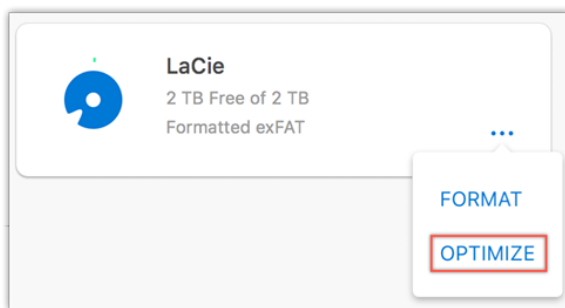 LaCie
2 TB Free of 2 TB
Formatted exFAT
...
FORMAT
OPTIMIZE